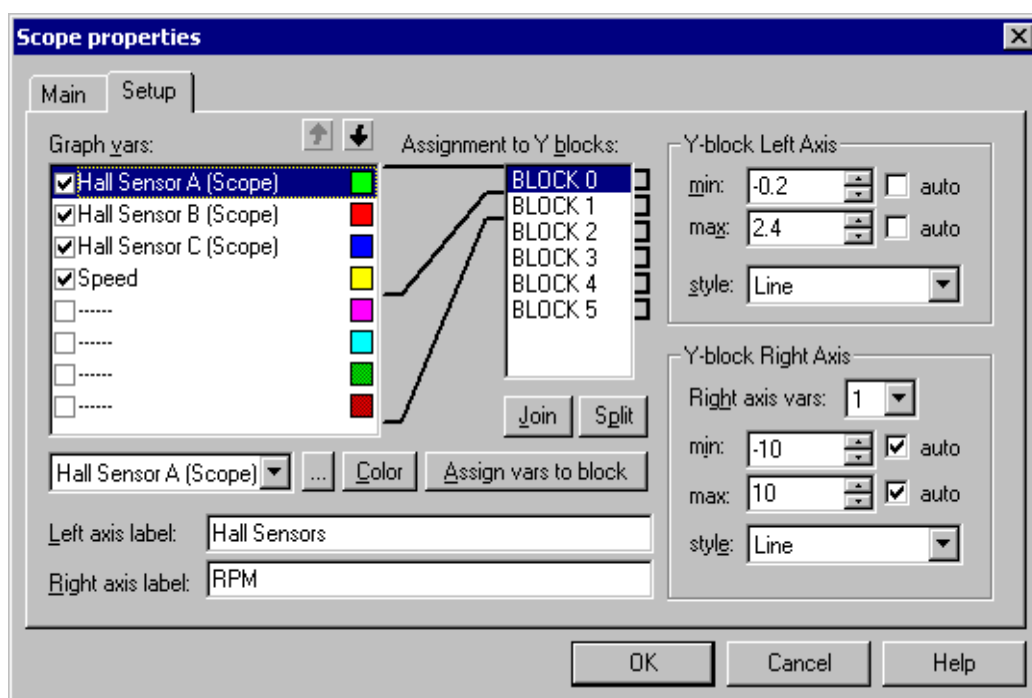 Scope properties
Main
Setup
Graph vars:
Assignment to Y blocks:
Hall Sensor A (Scope)
Hall Sensor B (Scope)
Hall Sensor C (Scope)
Speed
------
------
------
------
BLOCK 0
BLOCK 1
BLOCK 2
BLOCK 3
BLOCK 4
BLOCK 5
Join
Split
Hall Sensor A (Scope)
...
Color
Assign vars to block
Left axis label:
Hall Sensors
Right axis label:
RPM
Y-block Left Axis
min:
-0.2
auto
max:
2.4
auto
style:
Line
Y-block Right Axis
Right axis vars:
1
min:
-10
auto
max:
10
auto
style:
Line
OK
Cancel
Help